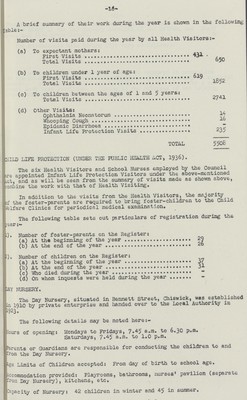 -18-
A brief summary of their work during the year is shown in the following
table:-
Number of visits paid during the year by all Health Visitors:-
(a) To expectant mothers:
First Visits 431
Total Visits 690
(b) To children under 1 year of age:
First Visits 619
Total Visits 1852
(c) To children between the ages of 1 and 5 years:
Total Visits 2741
(d) Other Visits:
Ophthalmia Neonatorum
Whooping Cough
Epidemic Diarrhoea -
Infant Life Protection Visits 235
TOTAL
CHILD LIFE PROTECTION (UNDER THE PUBLIC HEALTH ACT, 1936).
The six Health Visitors and School Nurses employed by the Council
are appointed Infant Life Protection Visitors under the above-mentioned
Act, and as will be seen from the summary of visits made as shown above,
combine the work with that of Health Visiting.
In addition to the visits from the Health Visitors, the majority
of the foster-parents are required to bring foster-children to the Child
Welfare Clinics for periodical medical examination.
The following table sets out particulars of registration during the
year:-
1. Number of foster-parents on the Register:
(a) At the beginning of the year 29
(b) At the end of the year
2. Number of children on the Register:
(a) At the beginning of the year 37
(b) At the end of the year 31
(c) Who died during the year -
(d) On whom inquests were held during the year -
DAY NURSERY.
The Day Nursery, situated in Bennett Street, Chiswick, was established
in 1910 by private enterprise and handed over to the Local Authority in
The following details may be noted here:-
Hours of opening: Mondays to Fridays, 7.45 a.m. to 6.30 p.m.
Saturdays, 7.45 a.m. to 1.0 p.m.
Parents or Guardians are responsible for conducting the children to and
from the Day Nursery.
Age Limits of Children accepted: From day of birth to school age.
Accommodation provided: Playrooms, bathrooms, nurses' pavilion (separate
from Day Nursery), kitchens, etc.
Capacity of Nursery: 42 children in winter and 45 in summer.